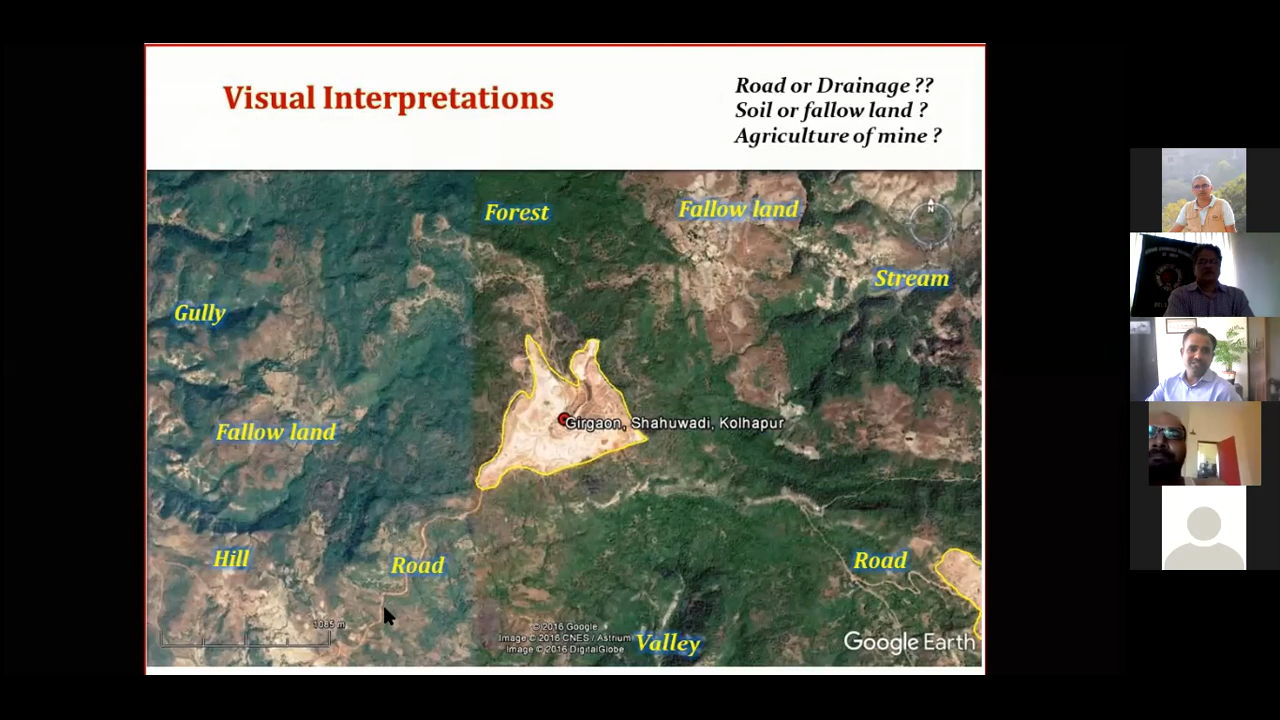 Visual Interpretations
Road or Drainage ??
Soil or fallow land ?
Agriculture of mine ?
Forest
Fallow land
N
Stream
Gully
Girgaon, Shahuwadi, Kolhapur
Fallow land
Hill
Road
Road
1085 m
© 2016 Google
Image © 2016 CNES / Astrium
Image © 2016 DigitalGlobe
Valley
Google Earth